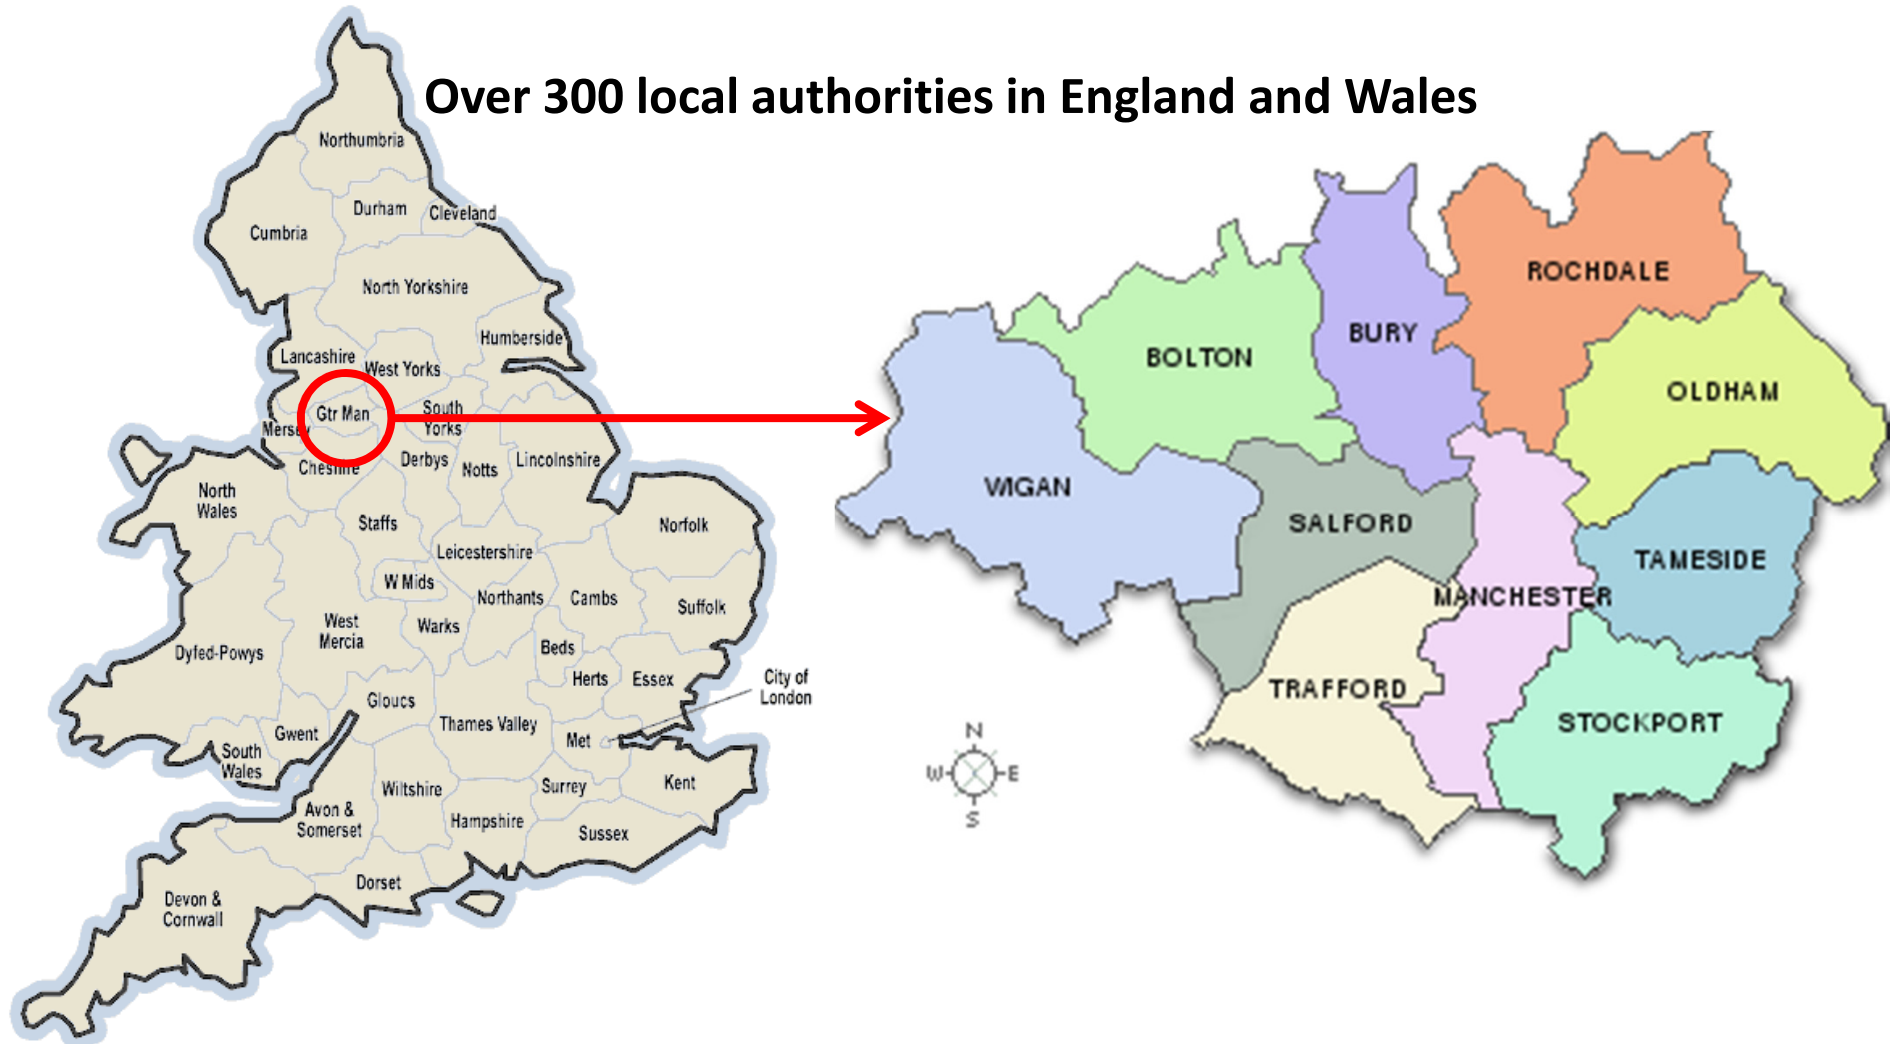 Over 300 local authorities in England and Wales
Northumbria
Durham
Cleveland
Cumbria
North Yorkshire
Humberside
Lancashire
West Yorks
Gtr Man
South
Yorks
Mersey
Cheshire
Derbys
Notts
Lincolnshire
North
Wales
Staffs
Norfolk
Leicestershire
W Mids
Northants
Cambs
Suffolk
West
Mercia
Warks
Dyfed-Powys
Beds
Herts
Essex
City of
London
Gloucs
Thames Valley
Gwent
Met
South
Wales
Wiltshire
Surrey
Kent
Avon &
Somerset
Hampshire
Sussex
Dorset
Devon &
Cornwall
ROCHDALE
BURY
BOLTON
OLDHAM
WIGAN
SALFORD
TAMESIDE
MANCHESTER
TRAFFORD
STOCKPORT
N
W E
S